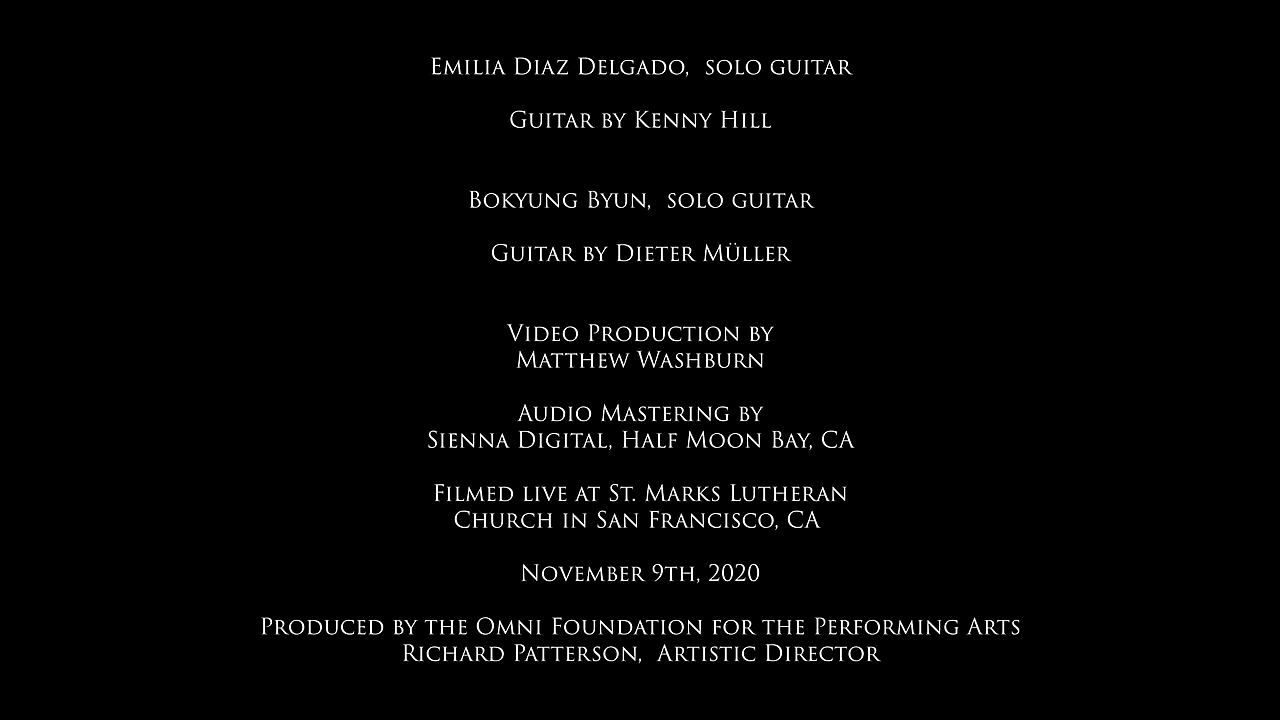 Emilia Diaz Delgado,  solo guitar
Guitar by Kenny Hill
Bokyung Byun,  solo guitar
Guitar by Dieter Müller
Video Production by
Matthew Washburn
Audio Mastering by
Sienna Digital, Half Moon Bay, CA
Filmed live at St. Marks Lutheran
Church in San Francisco, CA
November 9th, 2020
Produced by the Omni Foundation for the Performing Arts
Richard Patterson,  Artistic Director